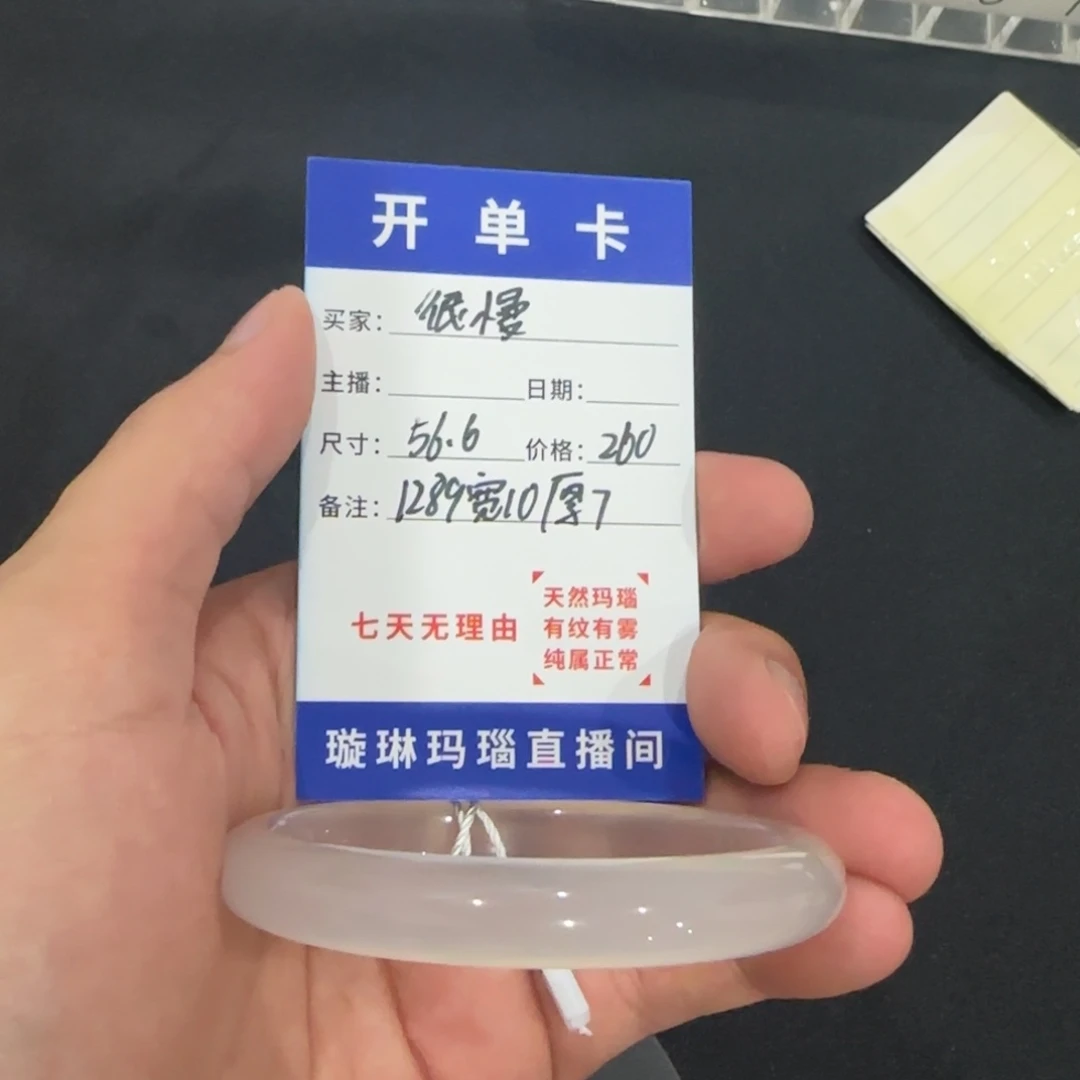 开单卡
买家：低慢
主播： 日期：
尺寸：56.6 价格：260
备注：1289宽10厚7
七天无理由
天然玛瑙
有纹有雾
纯属正常
璇琳玛瑙直播间